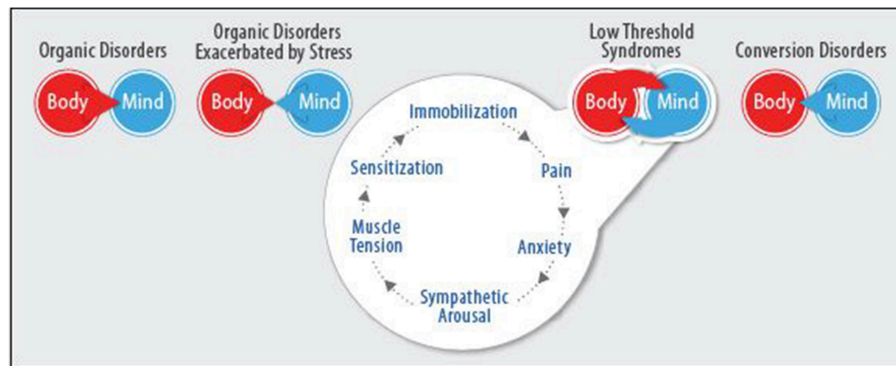 Organic Disorders
Body Mind
Organic Disorders
Exacerbated by Stress
Body Mind
Low Threshold
Syndromes
Body Mind
Conversion Disorders
Body Mind
Immobilization
Pain
Anxiety
Sympathetic
Arousal
Muscle
Tension
Sensitization